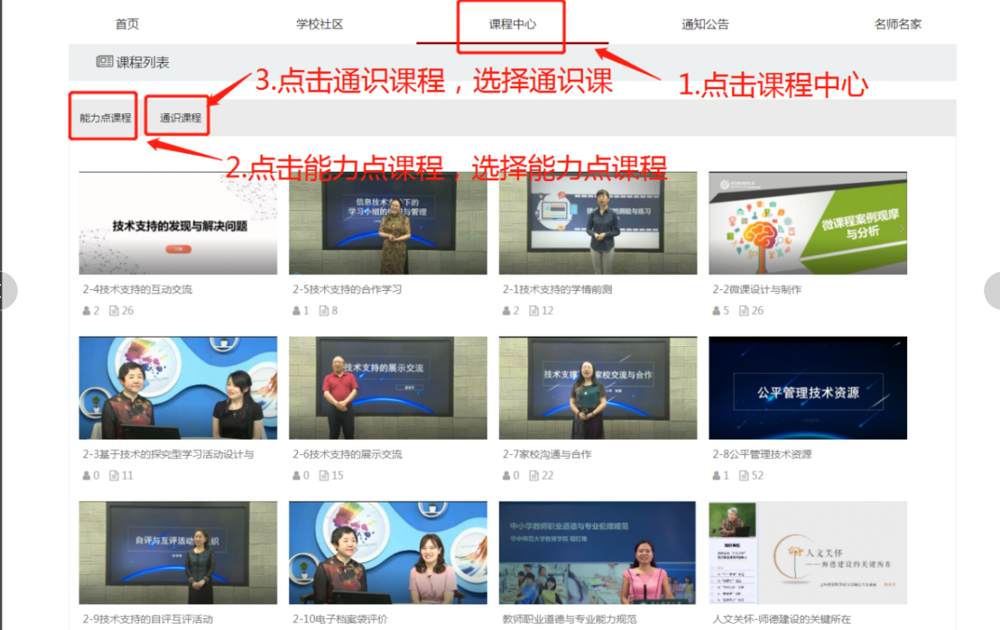 首页
学校社区
课程中心
通知公告
名师名家
课程列表
3.点击通识课程，选择通识课
1.点击课程中心
能力点课程
通识课程
2.点击能力点课程，选择能力点课程
技术支持的发现与解决问题
信息技术支持下的
学习小组的组织与管理
的测验与练习
微课程案例观摩
与分析
2-4技术支持的互动交流
2-5技术支持的合作学习
2-1技术支持的学情前测
2-2微课设计与制作
2 26
1 8
2 12
5 26
技术支持的展示交流
技术支撑 家校交流与合作
公平管理技术资源
2-3基于技术的探究型学习活动设计与
2-6技术支持的展示交流
2-7家校沟通与合作
2-8公平管理技术资源
0 11
0 15
0 22
1 52
自评与互评活动 组织
中小学教师职业道德与专业伦理规范
人文关怀
——师德建设的关键所在
2-9技术支持的自评互评活动
2-10电子档案袋评价
教师职业道德与专业能力规范
人文关怀-师德建设的关键所在